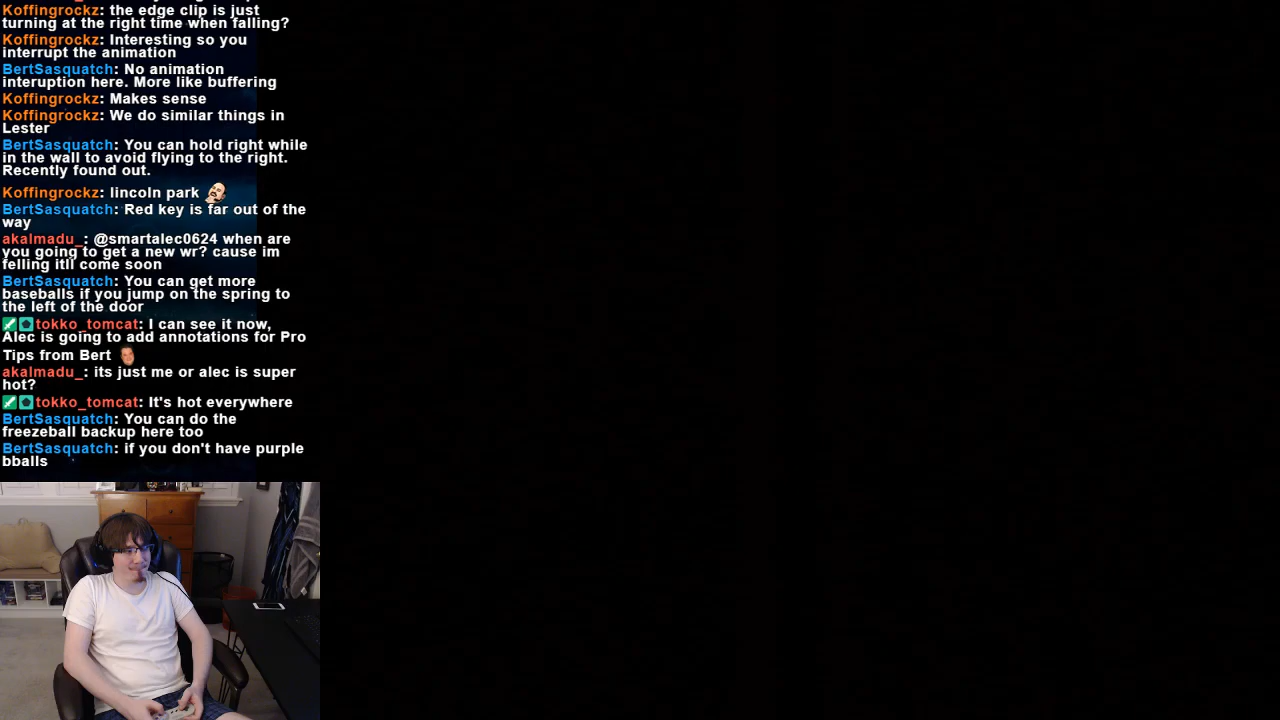 Koffingrockz: the edge clip is just
turning at the right time when falling?
Koffingrockz: Interesting so you
interrupt the animation
BertSasquatch: No animation
interuption here. More like buffering
Koffingrockz: Makes sense
Koffingrockz: We do similar things in
Lester
BertSasquatch: You can hold right while
in the wall to avoid flying to the right.
Recently found out.
Koffingrockz: lincoln park
BertSasquatch: Red key is far out of the
way
akalmadu_: @smartalec0624 when are
you going to get a new wr? cause im
felling itll come soon
BertSasquatch: You can get more
baseballs if you jump on the spring to
the left of the door
tokko_tomcat: I can see it now,
Alec is going to add annotations for Pro
Tips from Bert
akalmadu_: its just me or alec is super
hot?
tokko_tomcat: It's hot everywhere
BertSasquatch: You can do the
freezeball backup here too
BertSasquatch: if you don't have purple
bballs